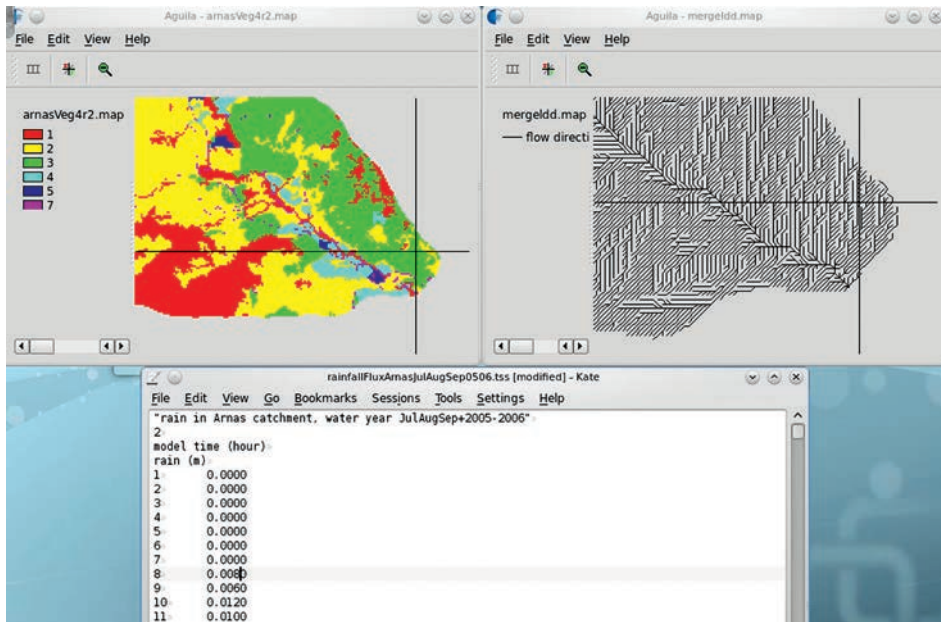 Aguila - arnasVeg4r2.map
File Edit View Help
arnasVeg4r2.map
1
2
3
4
5
7
Aguila - mergeldd.map
File Edit View Help
mergeldd.map
flow directi
rainfallFluxArnasJulAugSep0506.tss [modified] - Kate
File Edit View Go Bookmarks Sessions Tools Settings Help
"rain in Arnas catchment, water year JulAugSep+2005-2006"
2
model time (hour)
rain (m)
1 0.0000
2 0.0000
3 0.0000
4 0.0000
5 0.0000
6 0.0000
7 0.0000
8 0.0080
9 0.0060
10 0.0120
11 0.0100